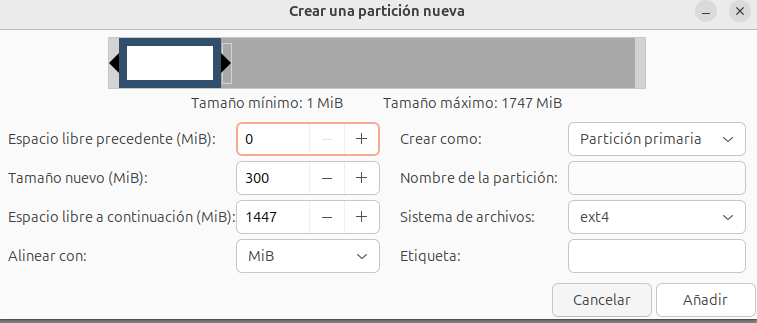 Crear una partición nueva
Tamaño mínimo: 1 MiB Tamaño máximo: 1747 MiB
Espacio libre precedente (MiB): 0 Crear como: Partición primaria
Tamaño nuevo (MiB): 300 Nombre de la partición:
Espacio libre a continuación (MiB): 1447 Sistema de archivos: ext4
Alinear con: MiB Etiqueta:
Cancelar Añadir